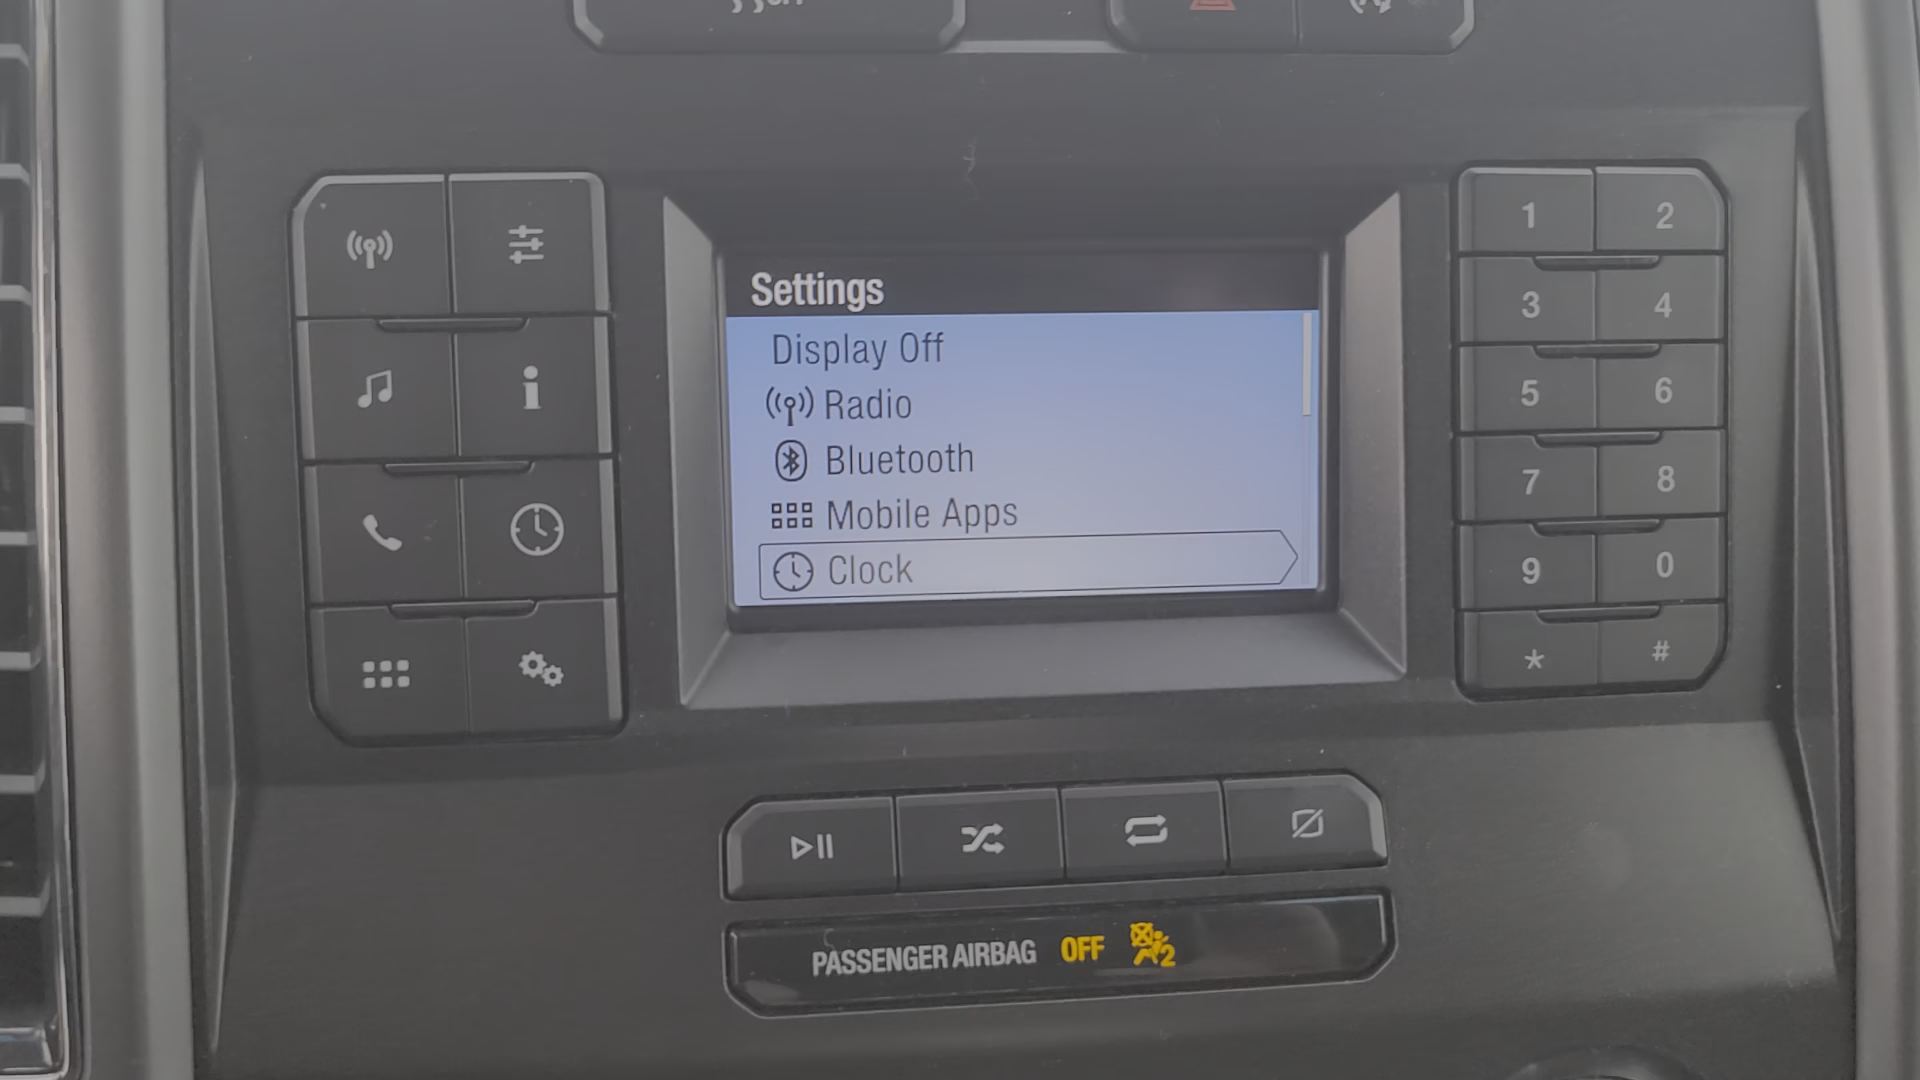 Settings
Display Off
Radio
Bluetooth
Mobile Apps
Clock
1 2
3 4
5 6
7 8
9 0
* #
PASSENGER AIRBAG OFF 2